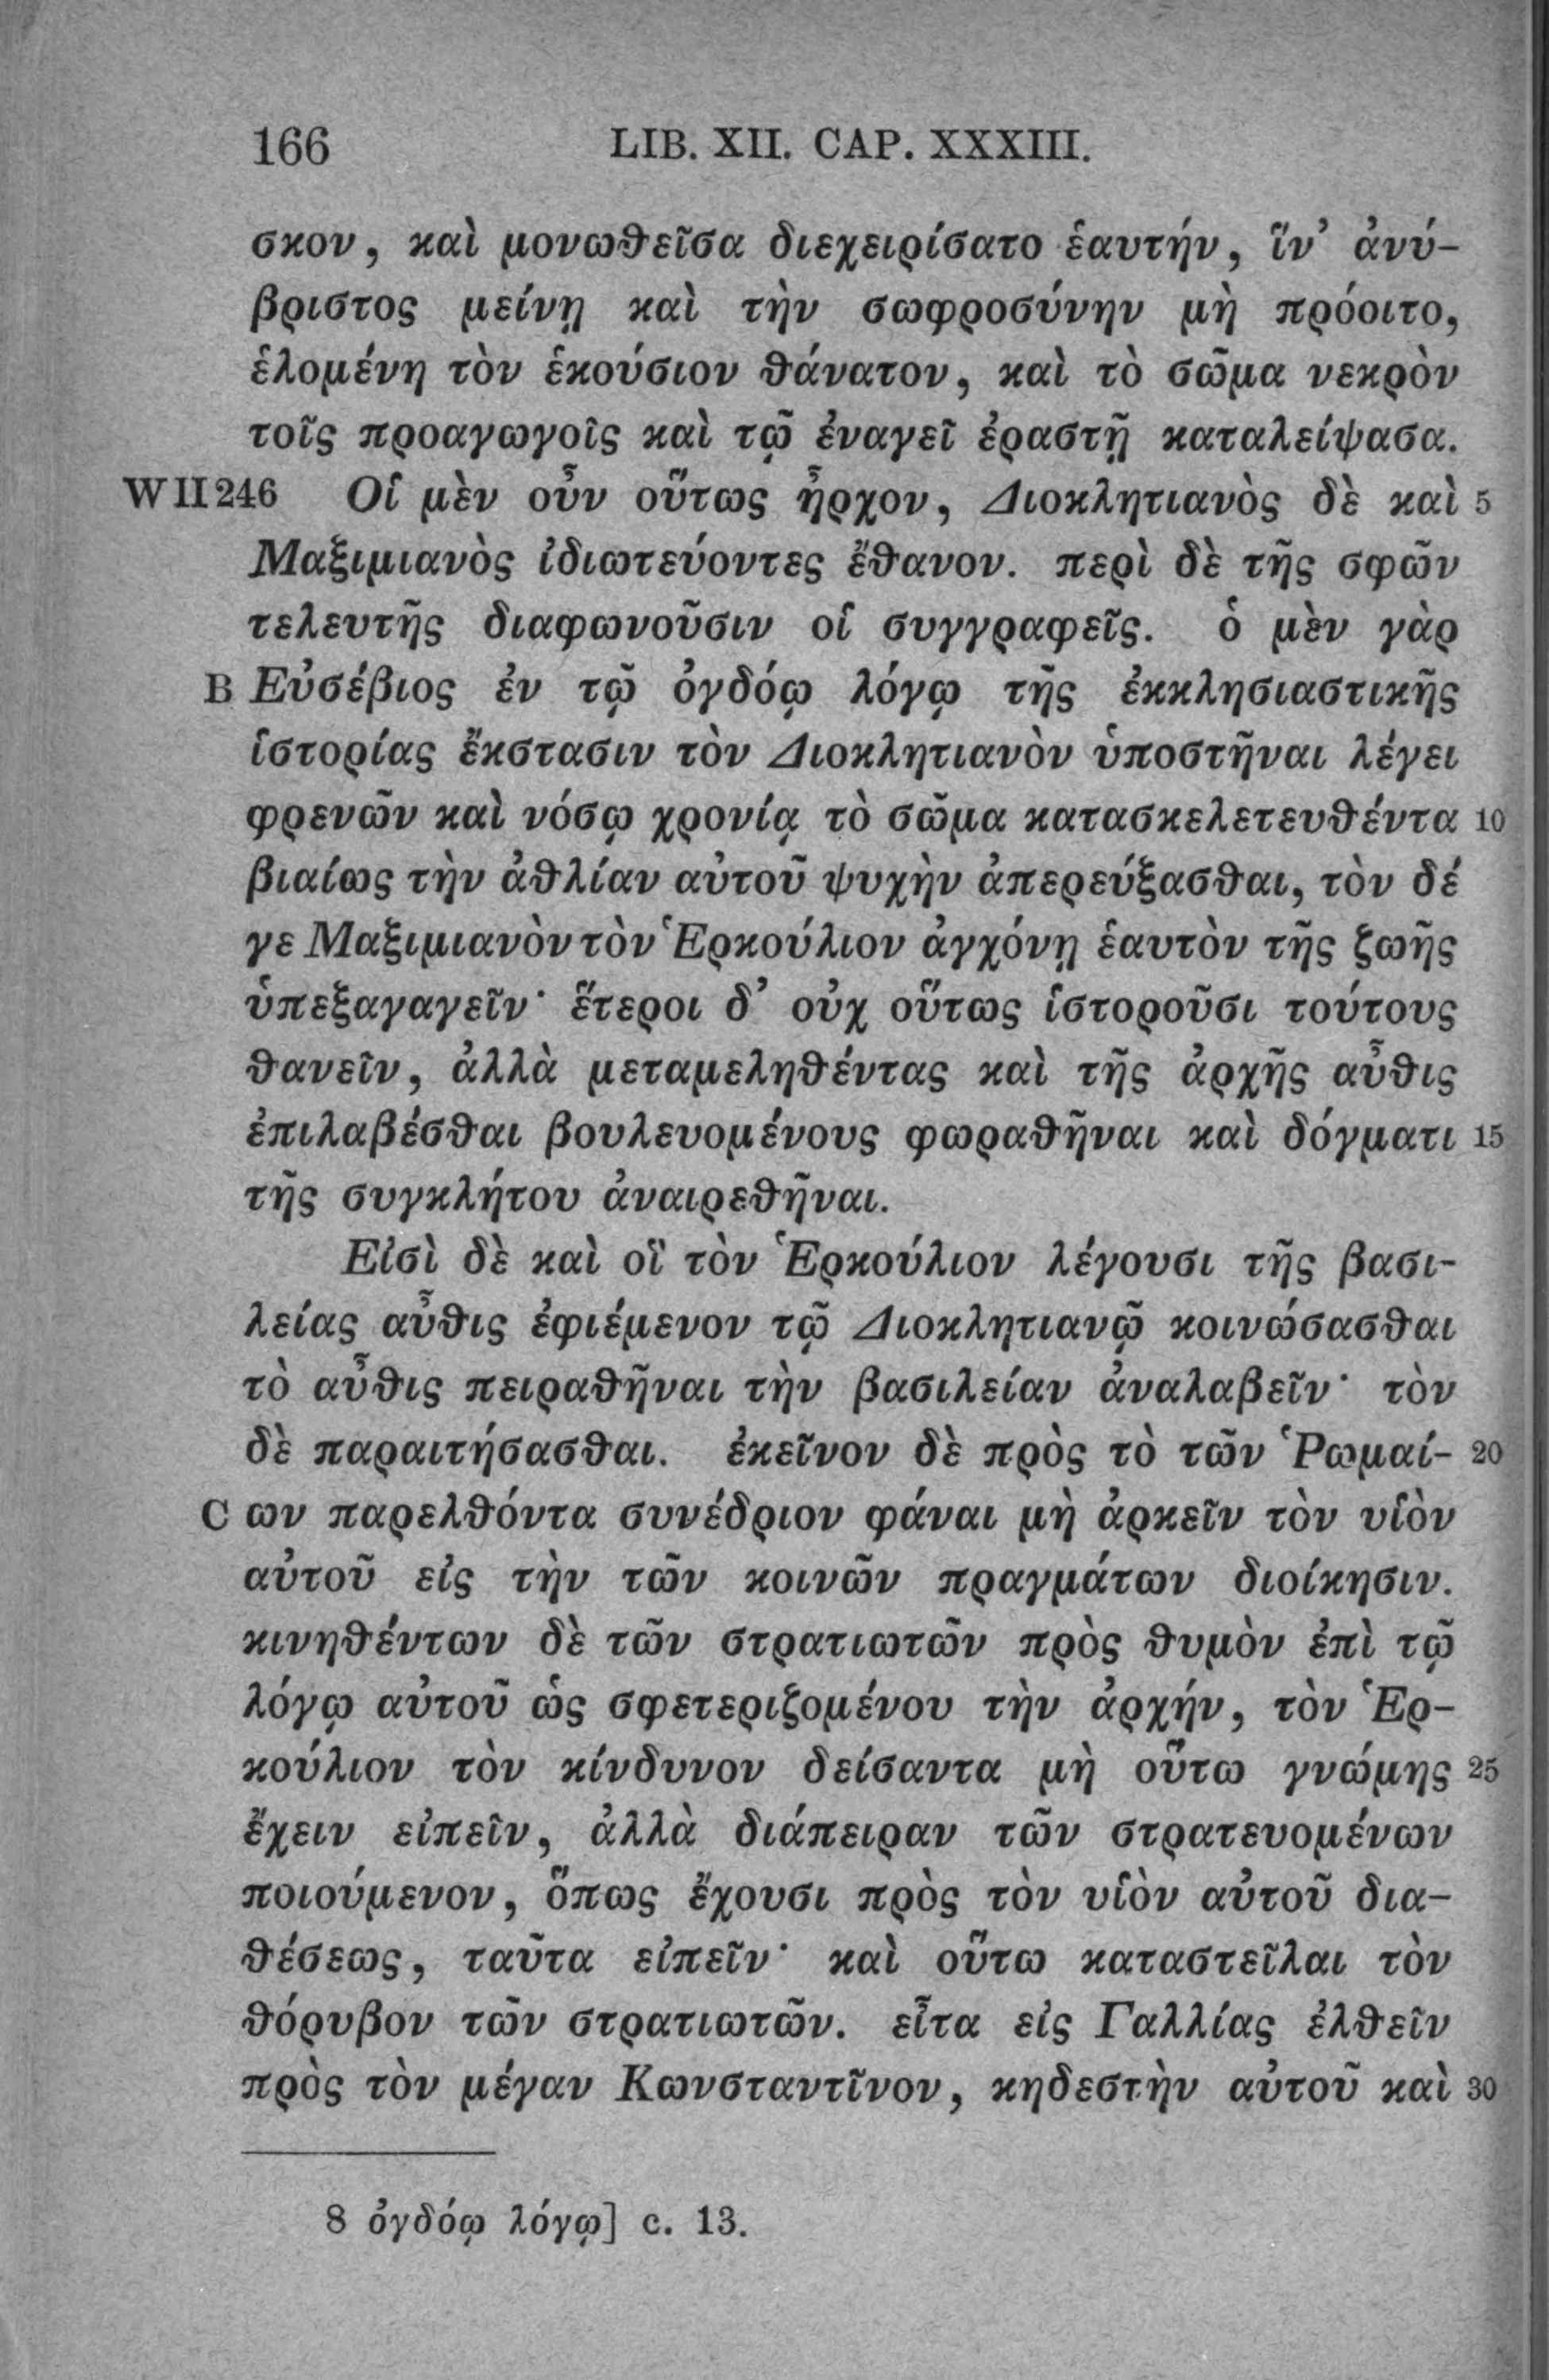 166 LIB. XII. CAP. XXXIII.
σκον, καὶ μονωθεῖσα διεχειρίσατο ἑαυτήν, ἵν' ἀνύ-
βριστος μείνῃ καὶ τὴν σωφροσύνην μὴ πρόοιτο,
ἑλομένη τὸν ἑκούσιον θάνατον, καὶ τὸ σῶμα νεκρὸν
τοῖς προαγωγοῖς καὶ τῷ ἐναγεῖ ἐραστῇ καταλείψασα.
W II 246 Οἱ μὲν οὖν οὕτως ἦρχον, Διοκλητιανὸς δὲ καὶ 5
Μαξιμιανὸς ἰδιωτεύοντες ἔθανον. περὶ δὲ τῆς σφῶν
τελευτῆς διαφωνοῦσιν οἱ συγγραφεῖς. ὁ μὲν γὰρ
B Εὐσέβιος ἐν τῷ ὀγδόῳ λόγῳ τῆς ἐκκλησιαστικῆς
ἱστορίας ἔκστασιν τὸν Διοκλητιανὸν ὑποστῆναι λέγει
φρενῶν καὶ νόσῳ χρονίᾳ τὸ σῶμα κατασκελετευθέντα 10
βιαίως τὴν ἀθλίαν αὐτοῦ ψυχὴν ἀπερεύξασθαι, τὸν δέ
γε Μαξιμιανὸν τὸν Ἑρκούλιον ἀγχόνῃ ἑαυτὸν τῆς ζωῆς
ὑπεξαγαγεῖν· ἕτεροι δ' οὐχ οὕτως ἱστοροῦσι τούτους
θανεῖν, ἀλλὰ μεταμεληθέντας καὶ τῆς ἀρχῆς αὖθις
ἐπιλαβέσθαι βουλευομένους φωραθῆναι καὶ δόγματι 15
τῆς συγκλήτου ἀναιρεθῆναι.
Εἰσὶ δὲ καὶ οἳ τὸν Ἑρκούλιον λέγουσι τῆς βασι-
λείας αὖθις ἐφιέμενον τῷ Διοκλητιανῷ κοινώσασθαι
τὸ αὖθις πειραθῆναι τὴν βασιλείαν ἀναλαβεῖν· τὸν
δὲ παραιτήσασθαι. ἐκεῖνον δὲ πρὸς τὸ τῶν Ῥωμαί- 20
C ων παρελθόντα συνέδριον φάναι μὴ ἀρκεῖν τὸν υἱὸν
αὐτοῦ εἰς τὴν τῶν κοινῶν πραγμάτων διοίκησιν.
κινηθέντων δὲ τῶν στρατιωτῶν πρὸς θυμὸν ἐπὶ τῷ
λόγῳ αὐτοῦ ὡς σφετεριζομένου τὴν ἀρχήν, τὸν Ἑρ-
κούλιον τὸν κίνδυνον δείσαντα μὴ οὕτω γνώμης 25
ἔχειν εἰπεῖν, ἀλλὰ διάπειραν τῶν στρατευομένων
ποιούμενον, ὅπως ἔχουσι πρὸς τὸν υἱὸν αὐτοῦ δια-
θέσεως, ταῦτα εἰπεῖν· καὶ οὕτω καταστεῖλαι τὸν
θόρυβον τῶν στρατιωτῶν. εἶτα εἰς Γαλλίας ἐλθεῖν
πρὸς τὸν μέγαν Κωνσταντῖνον, κηδεστὴν αὐτοῦ καὶ 30
8 ὀγδόῳ λόγῳ] c. 13.